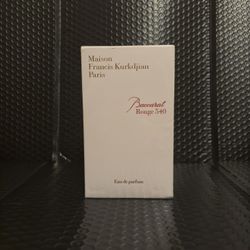 Maison
Francis Kurkdjian
Paris
Baccarat
Rouge 540
Eau de parfum